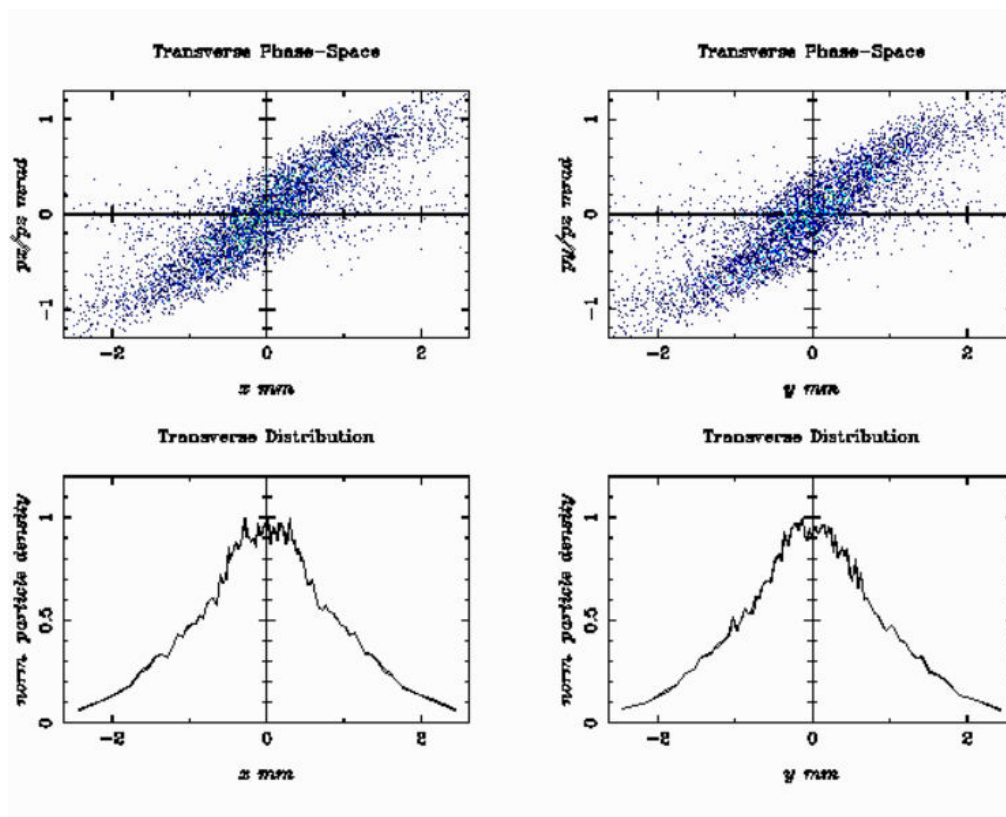 Transverse Phase-Space
px/pz mrad
1
0
-1
-2 0 2
x mm
Transverse Phase-Space
py/pz mrad
1
0
-1
-2 0 2
y mm
Transverse Distribution
norm. particle density
1
0.5
0
-2 0 2
x mm
Transverse Distribution
norm. particle density
1
0.5
0
-2 0 2
y mm